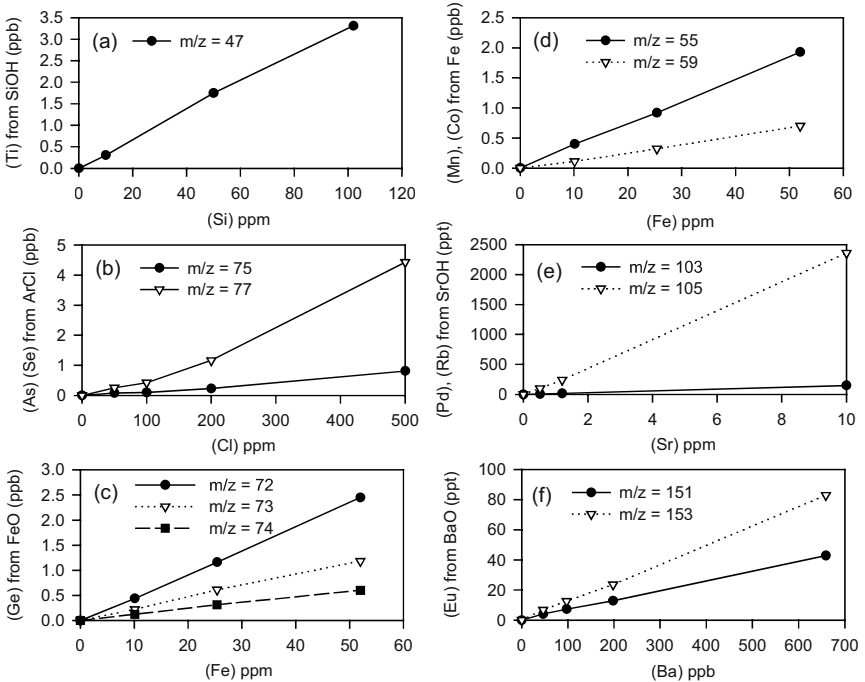 (Ti) from SiOH (ppb)
3.5
3.0
2.5
2.0
1.5
1.0
0.5
0.0
(a)
m/z = 47
0 20 40 60 80 100 120
(Si) ppm
(Mn), (Co) from Fe (ppb)
2.5
2.0
1.5
1.0
0.5
0.0
(d)
m/z = 55
m/z = 59
0 10 20 30 40 50 60
(Fe) ppm
(As) (Se) from ArCl (ppb)
5
4
3
2
1
0
(b)
m/z = 75
m/z = 77
0 100 200 300 400 500
(Cl) ppm
(Pd), (Rb) from SrOH (ppt)
2500
2000
1500
1000
500
0
(e)
m/z = 103
m/z = 105
0 2 4 6 8 10
(Sr) ppm
(Ge) from FeO (ppb)
3.0
2.5
2.0
1.5
1.0
0.5
0.0
(c)
m/z = 72
m/z = 73
m/z = 74
0 10 20 30 40 50 60
(Fe) ppm
(Eu) from BaO (ppt)
100
80
60
40
20
0
(f)
m/z = 151
m/z = 153
0 100 200 300 400 500 600 700
(Ba) ppb